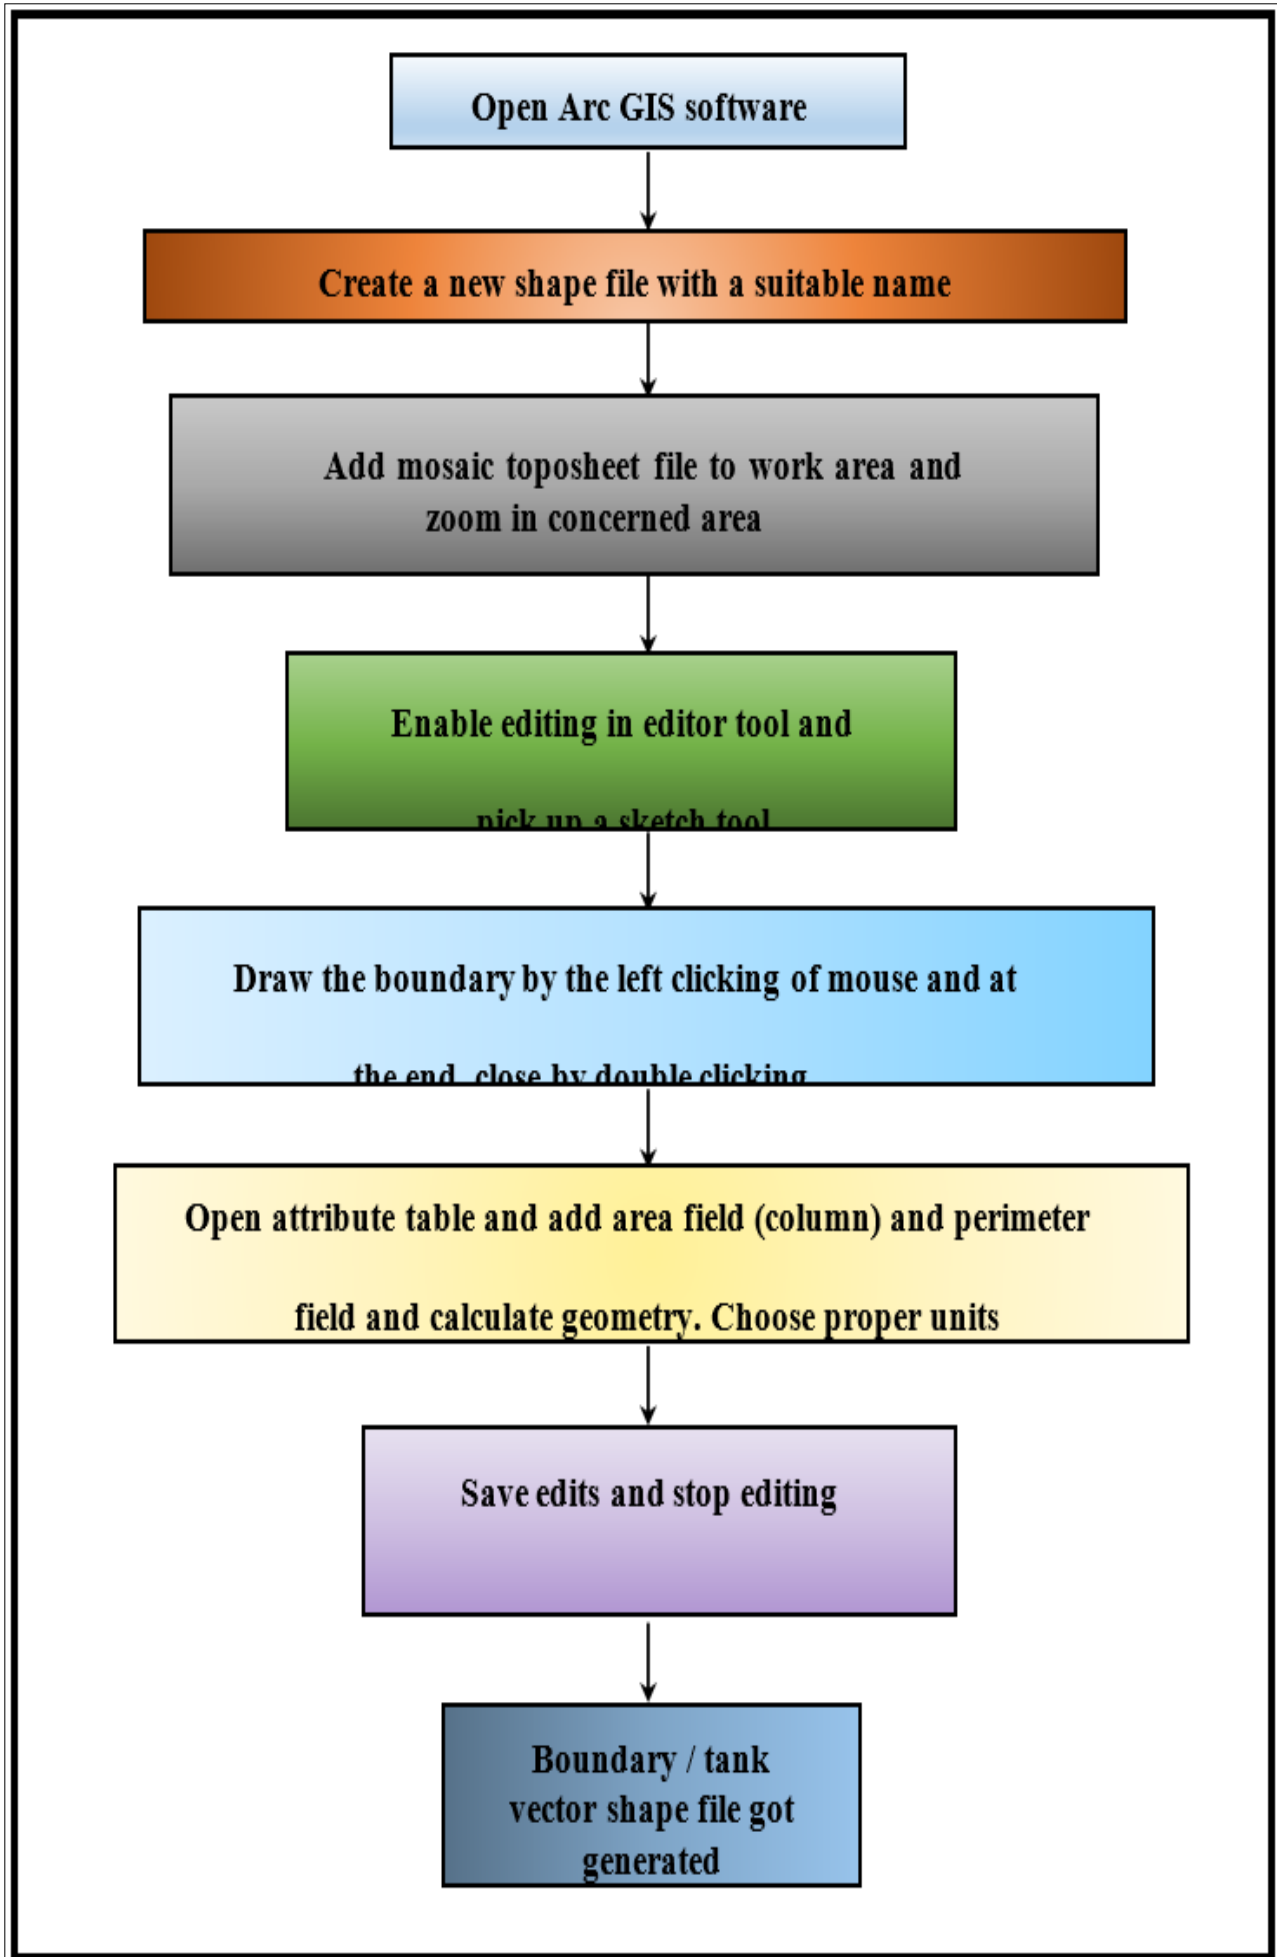 Open Arc GIS software
Create a new shape file with a suitable name
Add mosaic toposheet file to work area and
zoom in concerned area
Enable editing in editor tool and
pick up a sketch tool
Draw the boundary by the left clicking of mouse and at
the end, close by double clicking
Open attribute table and add area field (column) and perimeter
field and calculate geometry. Choose proper units
Save edits and stop editing
Boundary / tank
vector shape file got
generated